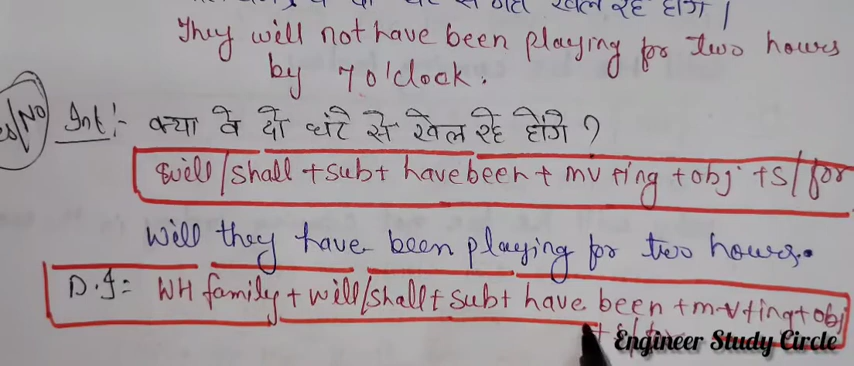 खेल रहे होंगे |
They will not have been playing for two hours
by 7 O'clock.
/No Int :- क्या वे दो घंटे से खेल रहे होंगे ?
will/shall + sub + have been + mv + ing + obj + s/for
Will they have been playing for two hours.
D.I = WH family + will/shall + sub + have been + m-v + ing + obj
Engineer Study Circle